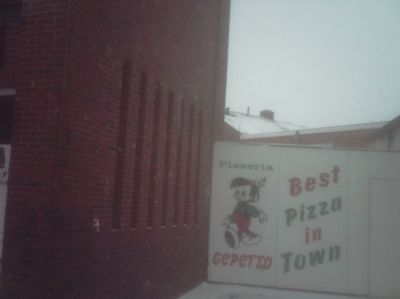 Pizzeria
GEPETTO
Best
Pizza
in
Town